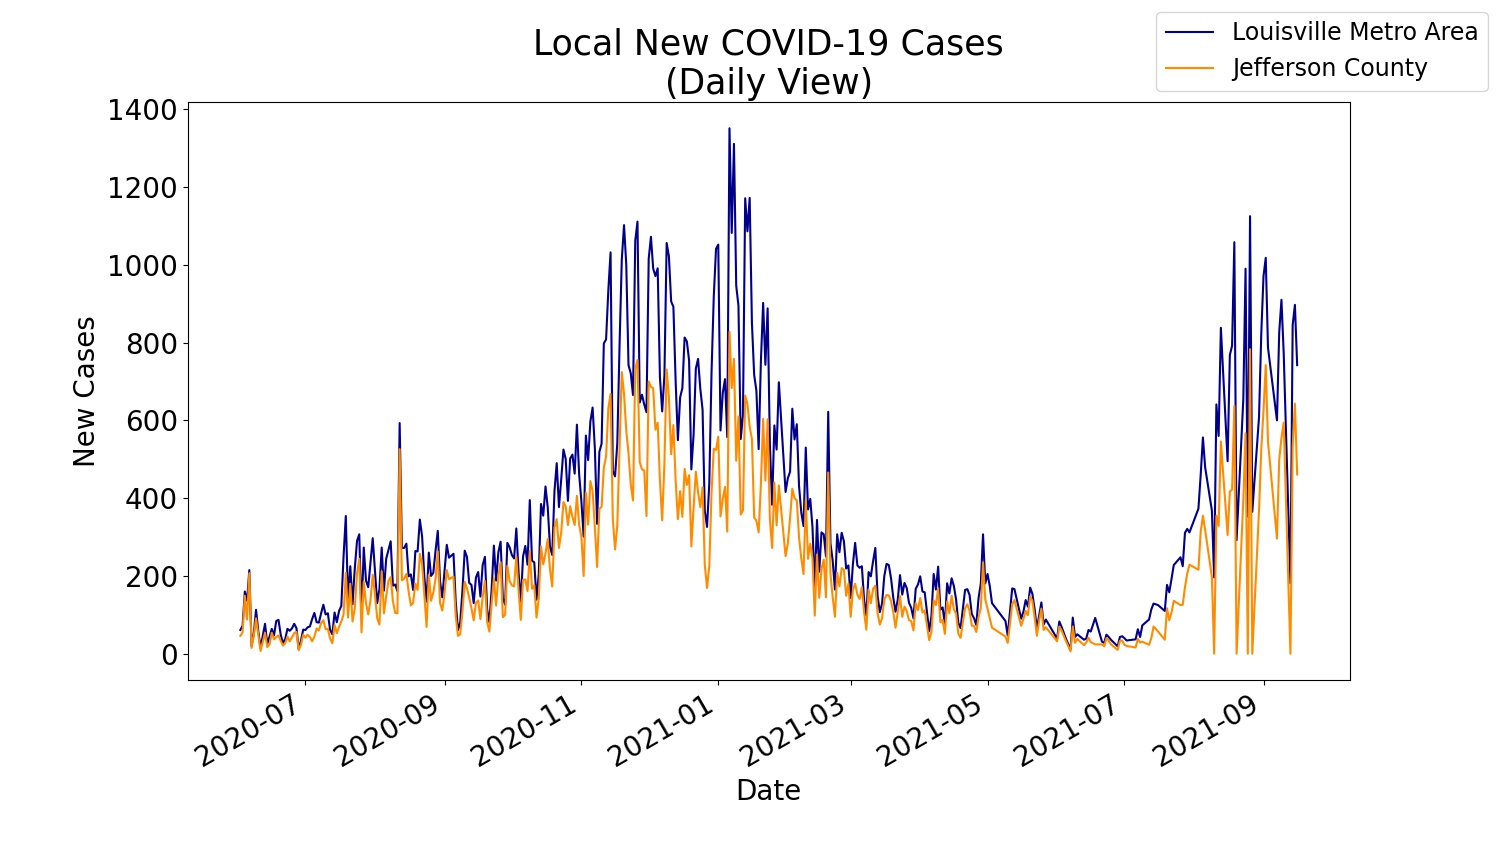 Local New COVID-19 Cases
(Daily View)
Louisville Metro Area
Jefferson County
1400
1200
1000
800
600
400
200
0
New Cases
2020-07
2020-09
2020-11
2021-01
2021-03
2021-05
2021-07
2021-09
Date